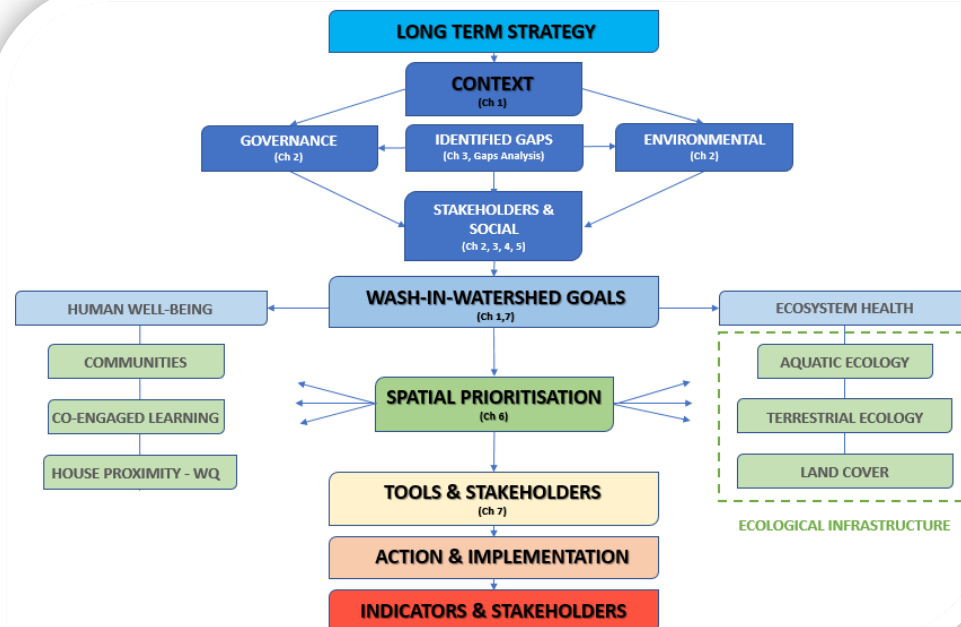 LONG TERM STRATEGY
CONTEXT
(Ch 1)
GOVERNANCE
(Ch 2)
IDENTIFIED GAPS
(Ch 3, Gaps Analysis)
ENVIRONMENTAL
(Ch 2)
STAKEHOLDERS &
SOCIAL
(Ch 2, 3, 4, 5)
HUMAN WELL-BEING
WASH-IN-WATERSHED GOALS
(Ch 1,7)
ECOSYSTEM HEALTH
COMMUNITIES
CO-ENGAGED LEARNING
HOUSE PROXIMITY - WQ
SPATIAL PRIORITISATION
(Ch 6)
AQUATIC ECOLOGY
TERRESTRIAL ECOLOGY
LAND COVER
ECOLOGICAL INFRASTRUCTURE
TOOLS & STAKEHOLDERS
(Ch 7)
ACTION & IMPLEMENTATION
INDICATORS & STAKEHOLDERS